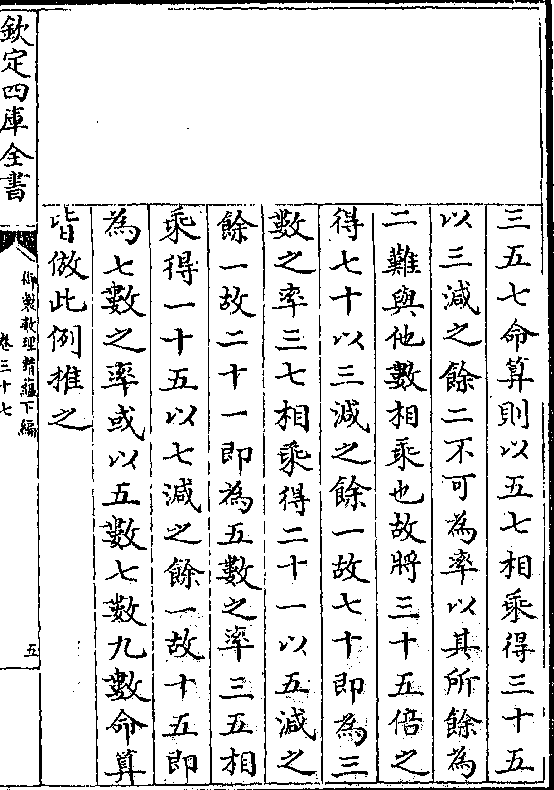 三五七命算則以五七相乘得三十五
以三減之餘二不可為率以其所餘為
二難與他數相乘也故將三十五倍之
得七十以三減之餘一故七十即為三
數之率三七相乘得二十一以五減之
餘一故二十一即為五數之率三五相
乘得一十五以七減之餘一故十五即
為七數之率或以五數七數九數命算
皆倣此例推之
欽定四庫全書
御製數理精蘊下編
卷三十七
五